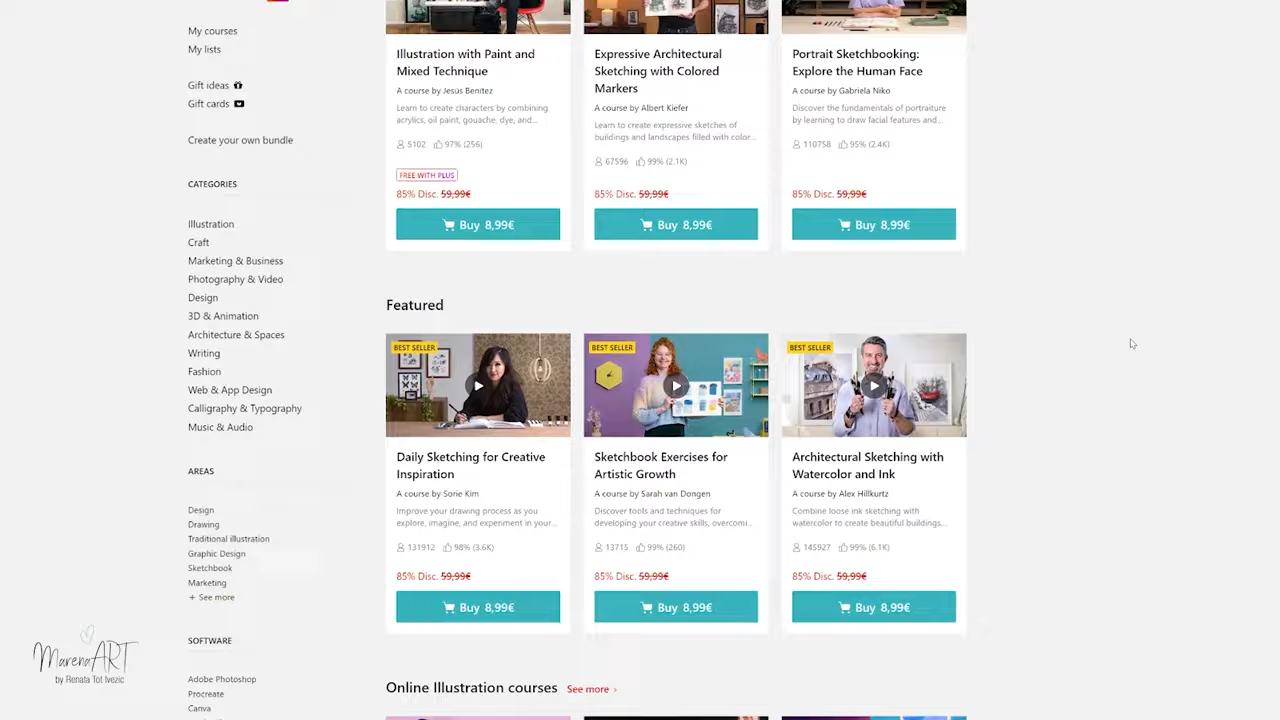 My courses
My lists
Gift ideas
Gift cards
Create your own bundle
CATEGORIES
Illustration
Craft
Marketing & Business
Photography & Video
Design
3D & Animation
Architecture & Spaces
Writing
Fashion
Web & App Design
Calligraphy & Typography
Music & Audio
AREAS
Design
Drawing
Traditional illustration
Graphic Design
Sketchbook
Marketing
+ See more
SOFTWARE
Adobe Photoshop
Procreate
Canva
Illustration with Paint and
Mixed Technique
A course by Jesús Benítez
Learn to create characters by combining
acrylics, oil paint, gouache, dye, and...
5102 97% (256)
FREE WITH PLUS
85% Disc. 59,99€
Buy 8,99€
Expressive Architectural
Sketching with Colored
Markers
A course by Albert Kiefer
Learn to create expressive sketches of
buildings and landscapes filled with color...
67596 99% (2.1K)
85% Disc. 59,99€
Buy 8,99€
Portrait Sketchbooking:
Explore the Human Face
A course by Gabriela Niko
Discover the fundamentals of portraiture
by learning to draw facial features and...
110758 95% (2.4K)
85% Disc. 59,99€
Buy 8,99€
Featured
BEST SELLER
Daily Sketching for Creative
Inspiration
A course by Sorie Kim
Improve your drawing process as you
explore, imagine, and experiment in your...
131912 98% (3.6K)
85% Disc. 59,99€
Buy 8,99€
BEST SELLER
Sketchbook Exercises for
Artistic Growth
A course by Sarah van Dongen
Discover tools and techniques for
developing your creative skills, overcomi...
13715 99% (260)
85% Disc. 59,99€
Buy 8,99€
BEST SELLER
Architectural Sketching with
Watercolor and Ink
A course by Alex Hillkurtz
Combine loose ink sketching with
watercolor to create beautiful buildings...
145927 99% (6.1K)
85% Disc. 59,99€
Buy 8,99€
Online Illustration courses See more ›
MarenaART
by Renata Tot Ivezic